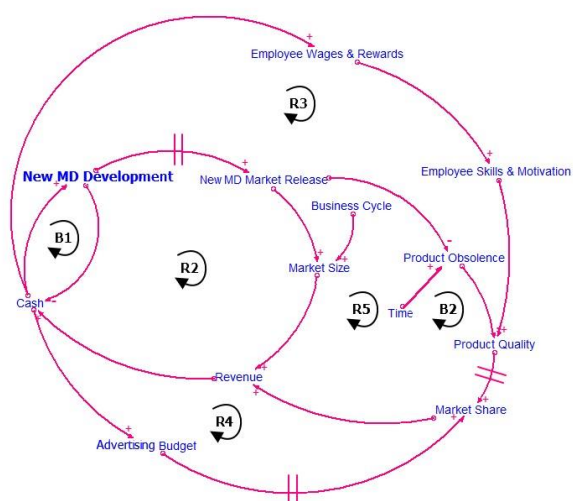 +
Employee Wages & Rewards
R3
+
+
+
New MD Development
New MD Market Release
Employee Skills & Motivation
Business Cycle
B1
-
R2
+
+
Market Size
Product Obsolence
+
Cash
-
R5
B2
Time
+
+
Product Quality
+
Revenue
+
+
+
R4
Market Share
+
+
Advertising Budget